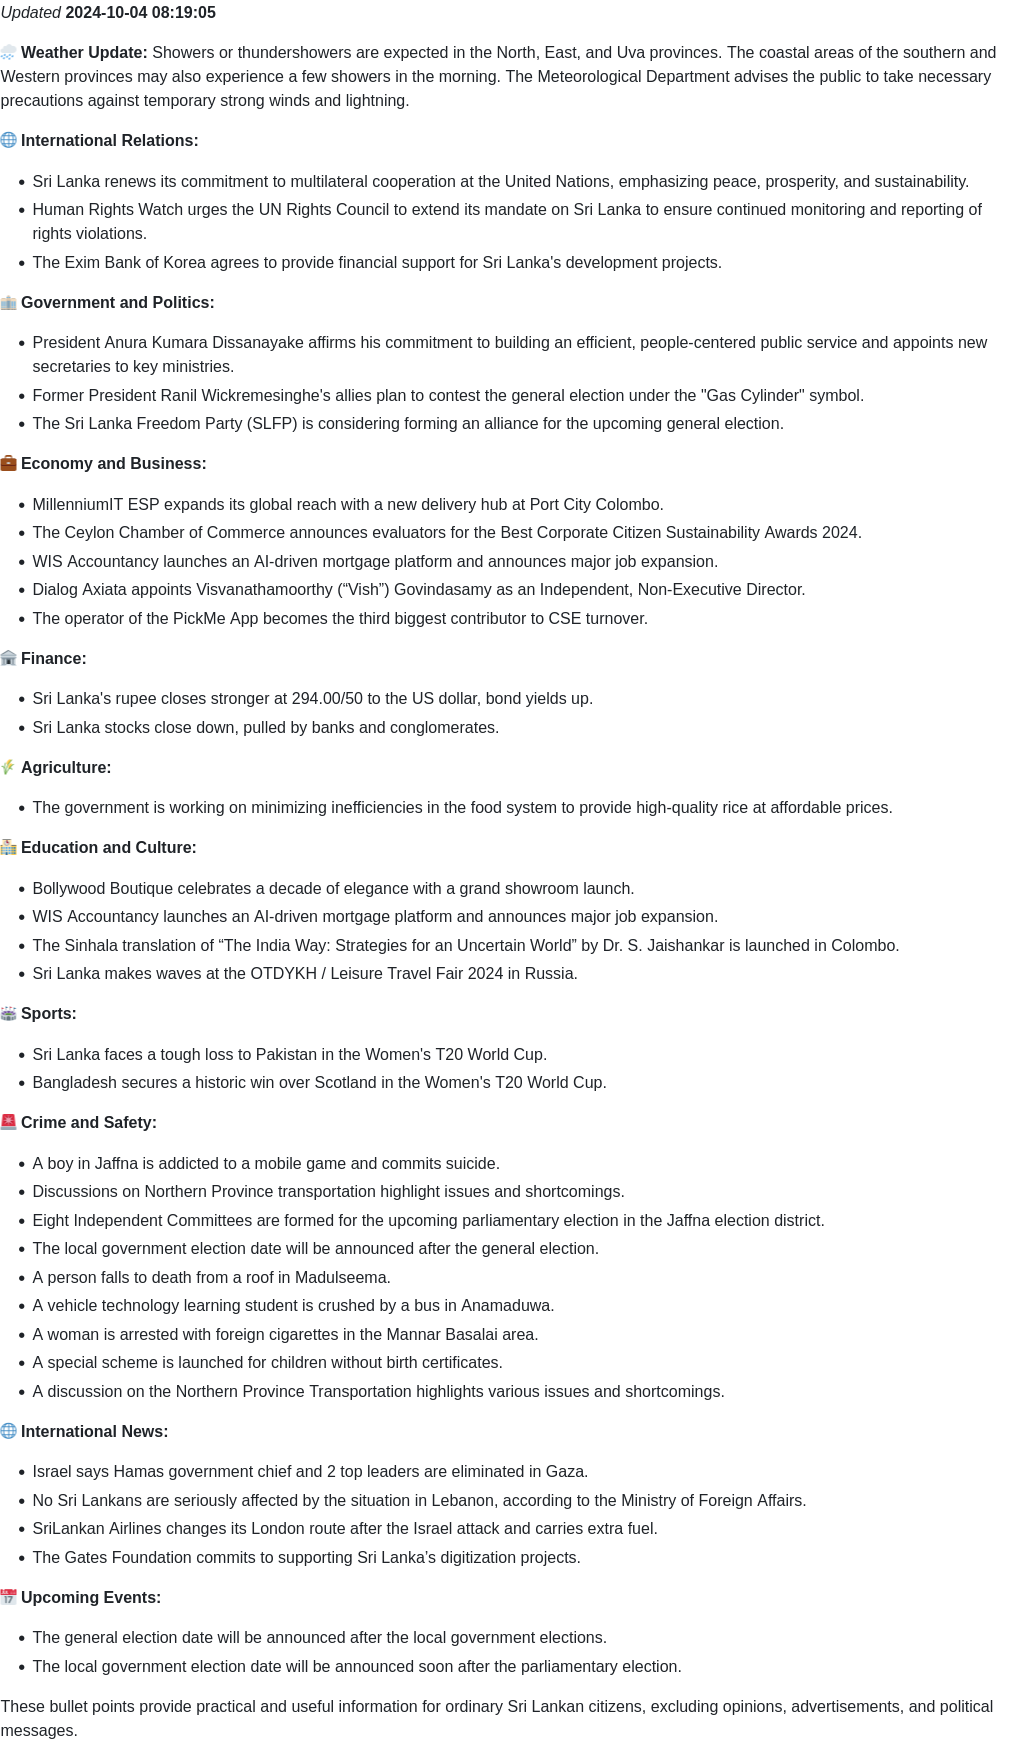 Updated 2024-10-04 08:19:05
Weather Update: Showers or thundershowers are expected in the North, East, and Uva provinces. The coastal areas of the southern and
Western provinces may also experience a few showers in the morning. The Meteorological Department advises the public to take necessary
precautions against temporary strong winds and lightning.
International Relations:
• Sri Lanka renews its commitment to multilateral cooperation at the United Nations, emphasizing peace, prosperity, and sustainability.
• Human Rights Watch urges the UN Rights Council to extend its mandate on Sri Lanka to ensure continued monitoring and reporting of
rights violations.
• The Exim Bank of Korea agrees to provide financial support for Sri Lanka's development projects.
Government and Politics:
• President Anura Kumara Dissanayake affirms his commitment to building an efficient, people-centered public service and appoints new
secretaries to key ministries.
• Former President Ranil Wickremesinghe's allies plan to contest the general election under the "Gas Cylinder" symbol.
• The Sri Lanka Freedom Party (SLFP) is considering forming an alliance for the upcoming general election.
Economy and Business:
• MillenniumIT ESP expands its global reach with a new delivery hub at Port City Colombo.
• The Ceylon Chamber of Commerce announces evaluators for the Best Corporate Citizen Sustainability Awards 2024.
• WIS Accountancy launches an AI-driven mortgage platform and announces major job expansion.
• Dialog Axiata appoints Visvanathamoorthy (“Vish”) Govindasamy as an Independent, Non-Executive Director.
• The operator of the PickMe App becomes the third biggest contributor to CSE turnover.
Finance:
• Sri Lanka's rupee closes stronger at 294.00/50 to the US dollar, bond yields up.
• Sri Lanka stocks close down, pulled by banks and conglomerates.
Agriculture:
• The government is working on minimizing inefficiencies in the food system to provide high-quality rice at affordable prices.
Education and Culture:
• Bollywood Boutique celebrates a decade of elegance with a grand showroom launch.
• WIS Accountancy launches an AI-driven mortgage platform and announces major job expansion.
• The Sinhala translation of “The India Way: Strategies for an Uncertain World” by Dr. S. Jaishankar is launched in Colombo.
• Sri Lanka makes waves at the OTDYKH / Leisure Travel Fair 2024 in Russia.
Sports:
• Sri Lanka faces a tough loss to Pakistan in the Women's T20 World Cup.
• Bangladesh secures a historic win over Scotland in the Women's T20 World Cup.
Crime and Safety:
• A boy in Jaffna is addicted to a mobile game and commits suicide.
• Discussions on Northern Province transportation highlight issues and shortcomings.
• Eight Independent Committees are formed for the upcoming parliamentary election in the Jaffna election district.
• The local government election date will be announced after the general election.
• A person falls to death from a roof in Madulseema.
• A vehicle technology learning student is crushed by a bus in Anamaduwa.
• A woman is arrested with foreign cigarettes in the Mannar Basalai area.
• A special scheme is launched for children without birth certificates.
• A discussion on the Northern Province Transportation highlights various issues and shortcomings.
International News:
• Israel says Hamas government chief and 2 top leaders are eliminated in Gaza.
• No Sri Lankans are seriously affected by the situation in Lebanon, according to the Ministry of Foreign Affairs.
• SriLankan Airlines changes its London route after the Israel attack and carries extra fuel.
• The Gates Foundation commits to supporting Sri Lanka’s digitization projects.
Upcoming Events:
• The general election date will be announced after the local government elections.
• The local government election date will be announced soon after the parliamentary election.
These bullet points provide practical and useful information for ordinary Sri Lankan citizens, excluding opinions, advertisements, and political
messages.